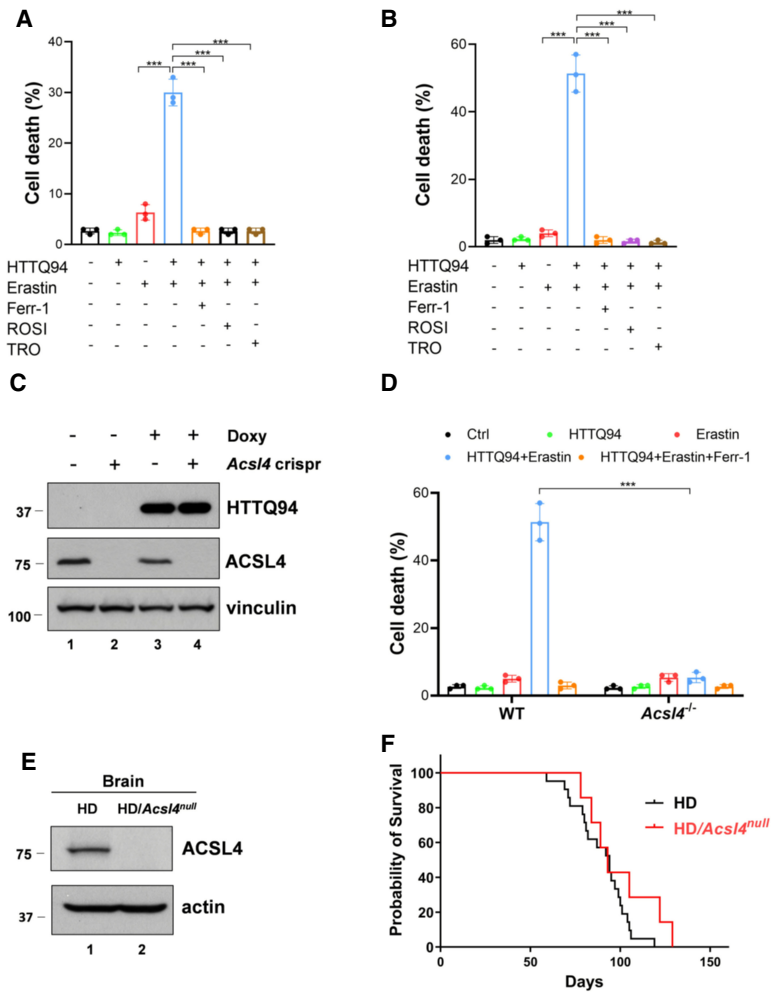 A
***
***
***
***
40
30
20
10
0
Cell death (%)
HTTQ94 - + - + + + +
Erastin - - + + + + +
Ferr-1 - - - - + - -
ROSI - - - - - + -
TRO - - - - - - +
B
***
***
***
***
60
40
20
0
Cell death (%)
HTTQ94 - + - + + + +
Erastin - - + + + + +
Ferr-1 - - - - + - -
ROSI - - - - - + -
TRO - - - - - - +
C
- - + + Doxy
- + - + Acsl4 crispr
37 HTTQ94
75 ACSL4
100 vinculin
1 2 3 4
D
Ctrl HTTQ94 Erastin
HTTQ94+Erastin HTTQ94+Erastin+Ferr-1
***
60
40
20
0
Cell death (%)
WT Acsl4-/-
E
Brain
HD HD/Acsl4null
75 ACSL4
37 actin
1 2
F
100
80
60
40
20
0
Probability of Survival
HD
HD/Acsl4null
0 50 100 150
Days